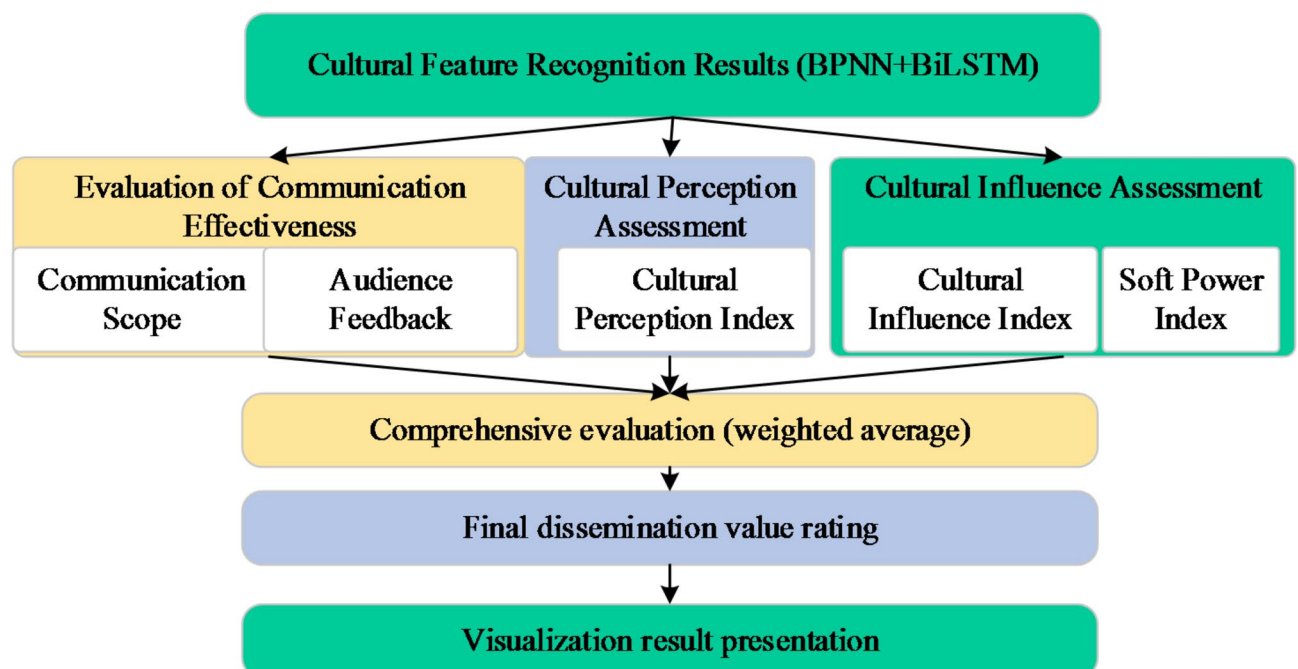 Cultural Feature Recognition Results (BPNN+BiLSTM)
Evaluation of Communication
Effectiveness
Communication
Scope
Audience
Feedback
Cultural Perception
Assessment
Cultural
Perception Index
Cultural Influence Assessment
Cultural
Influence Index
Soft Power
Index
Comprehensive evaluation (weighted average)
Final dissemination value rating
Visualization result presentation